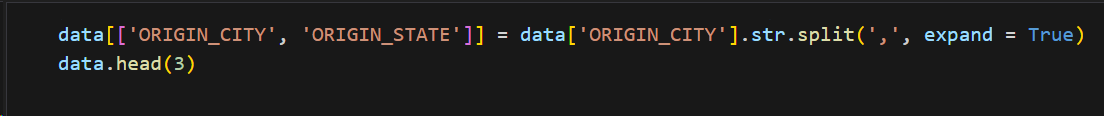 data[['ORIGIN_CITY', 'ORIGIN_STATE']] = data['ORIGIN_CITY'].str.split(',', expand = True)
data.head(3)